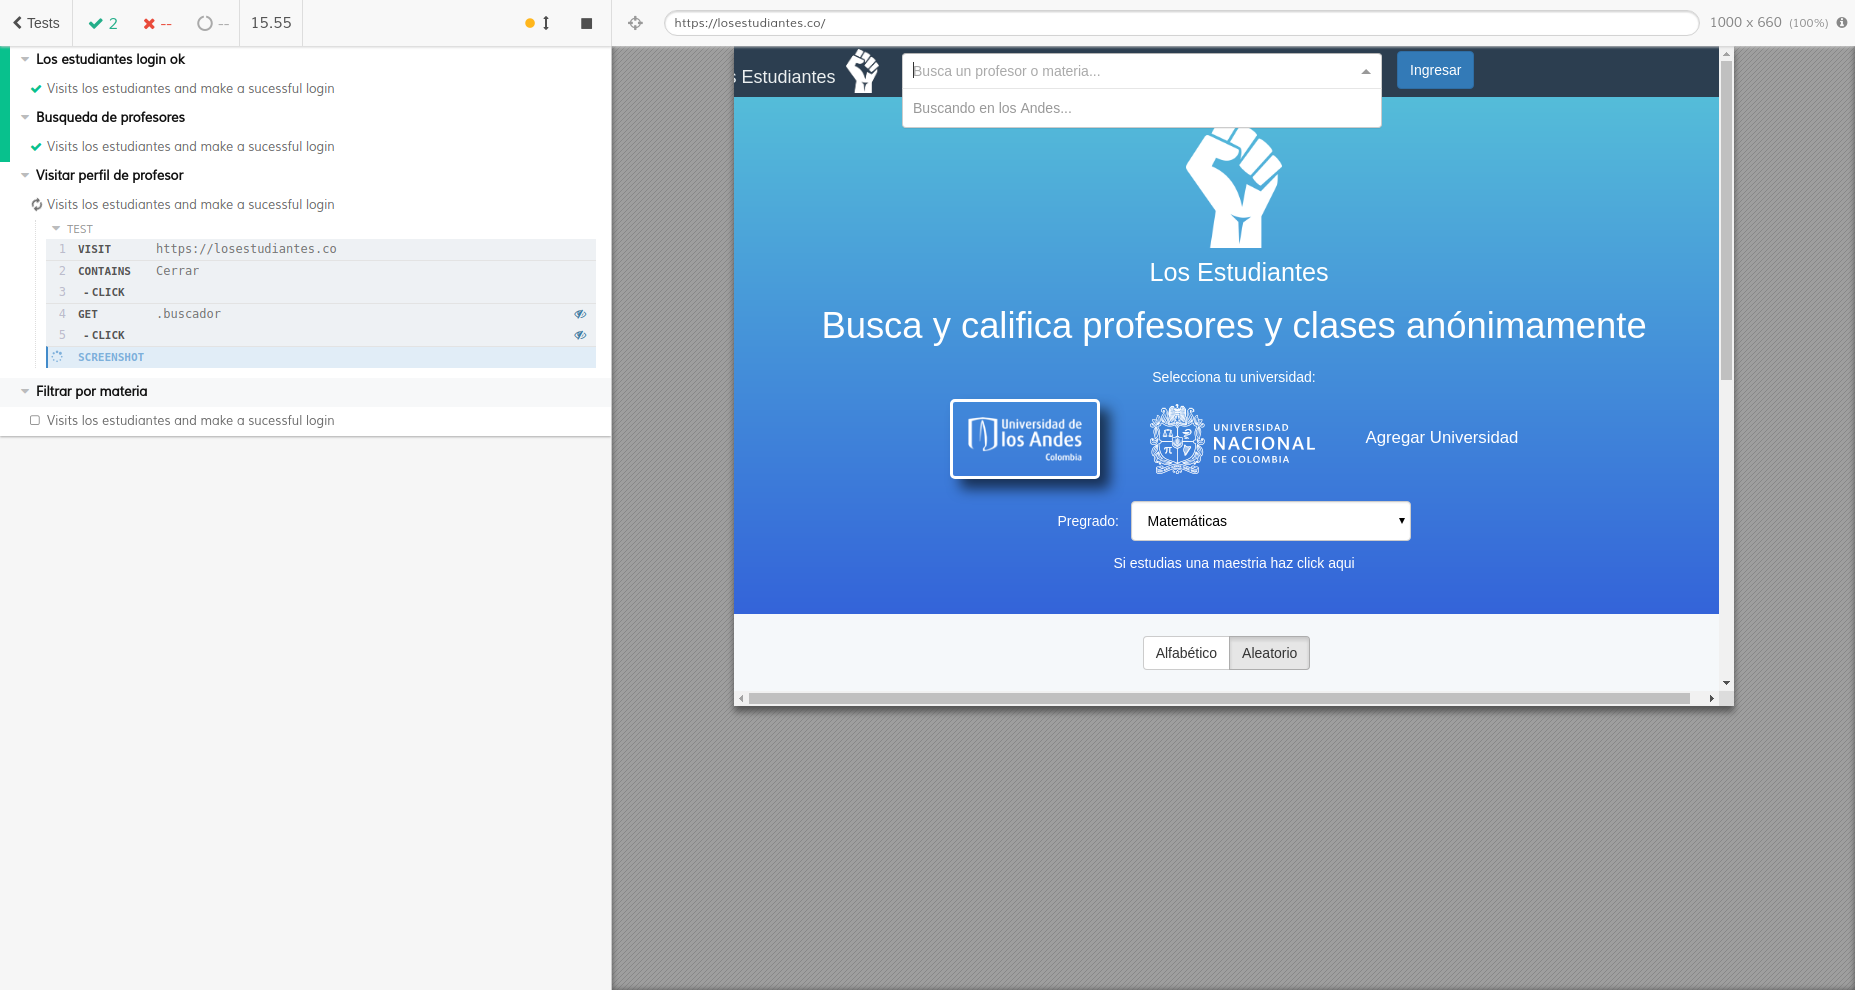 Tests 2 -- -- 15.55
https://losestudiantes.co/ 1000 x 660 (100%)
Los estudiantes login ok
Visits los estudiantes and make a sucessful login
Busqueda de profesores
Visits los estudiantes and make a sucessful login
Visitar perfil de profesor
Visits los estudiantes and make a sucessful login
TEST
1 VISIT https://losestudiantes.co
2 CONTAINS Cerrar
3 - CLICK
4 GET .buscador
5 - CLICK
SCREENSHOT
Filtrar por materia
Visits los estudiantes and make a sucessful login
s Estudiantes
Busca un profesor o materia...
Ingresar
Buscando en los Andes...
Los Estudiantes
Busca y califica profesores y clases anónimamente
Selecciona tu universidad:
Universidad de
los Andes
Colombia
UNIVERSIDAD
NACIONAL
DE COLOMBIA
Agregar Universidad
Pregrado: Matemáticas
Si estudias una maestria haz click aqui
Alfabético Aleatorio